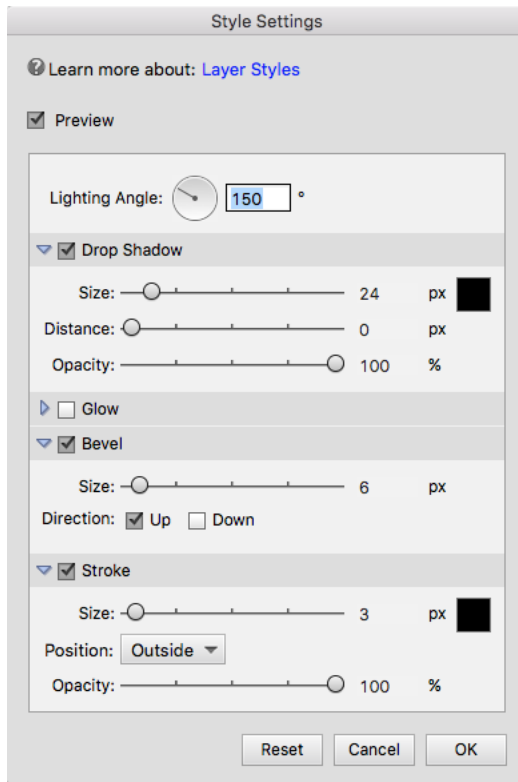 Style Settings
Learn more about: Layer Styles
Preview
Lighting Angle: 150 °
Drop Shadow
Size: 24 px
Distance: 0 px
Opacity: 100 %
Glow
Bevel
Size: 6 px
Direction: Up Down
Stroke
Size: 3 px
Position: Outside
Opacity: 100 %
Reset Cancel OK